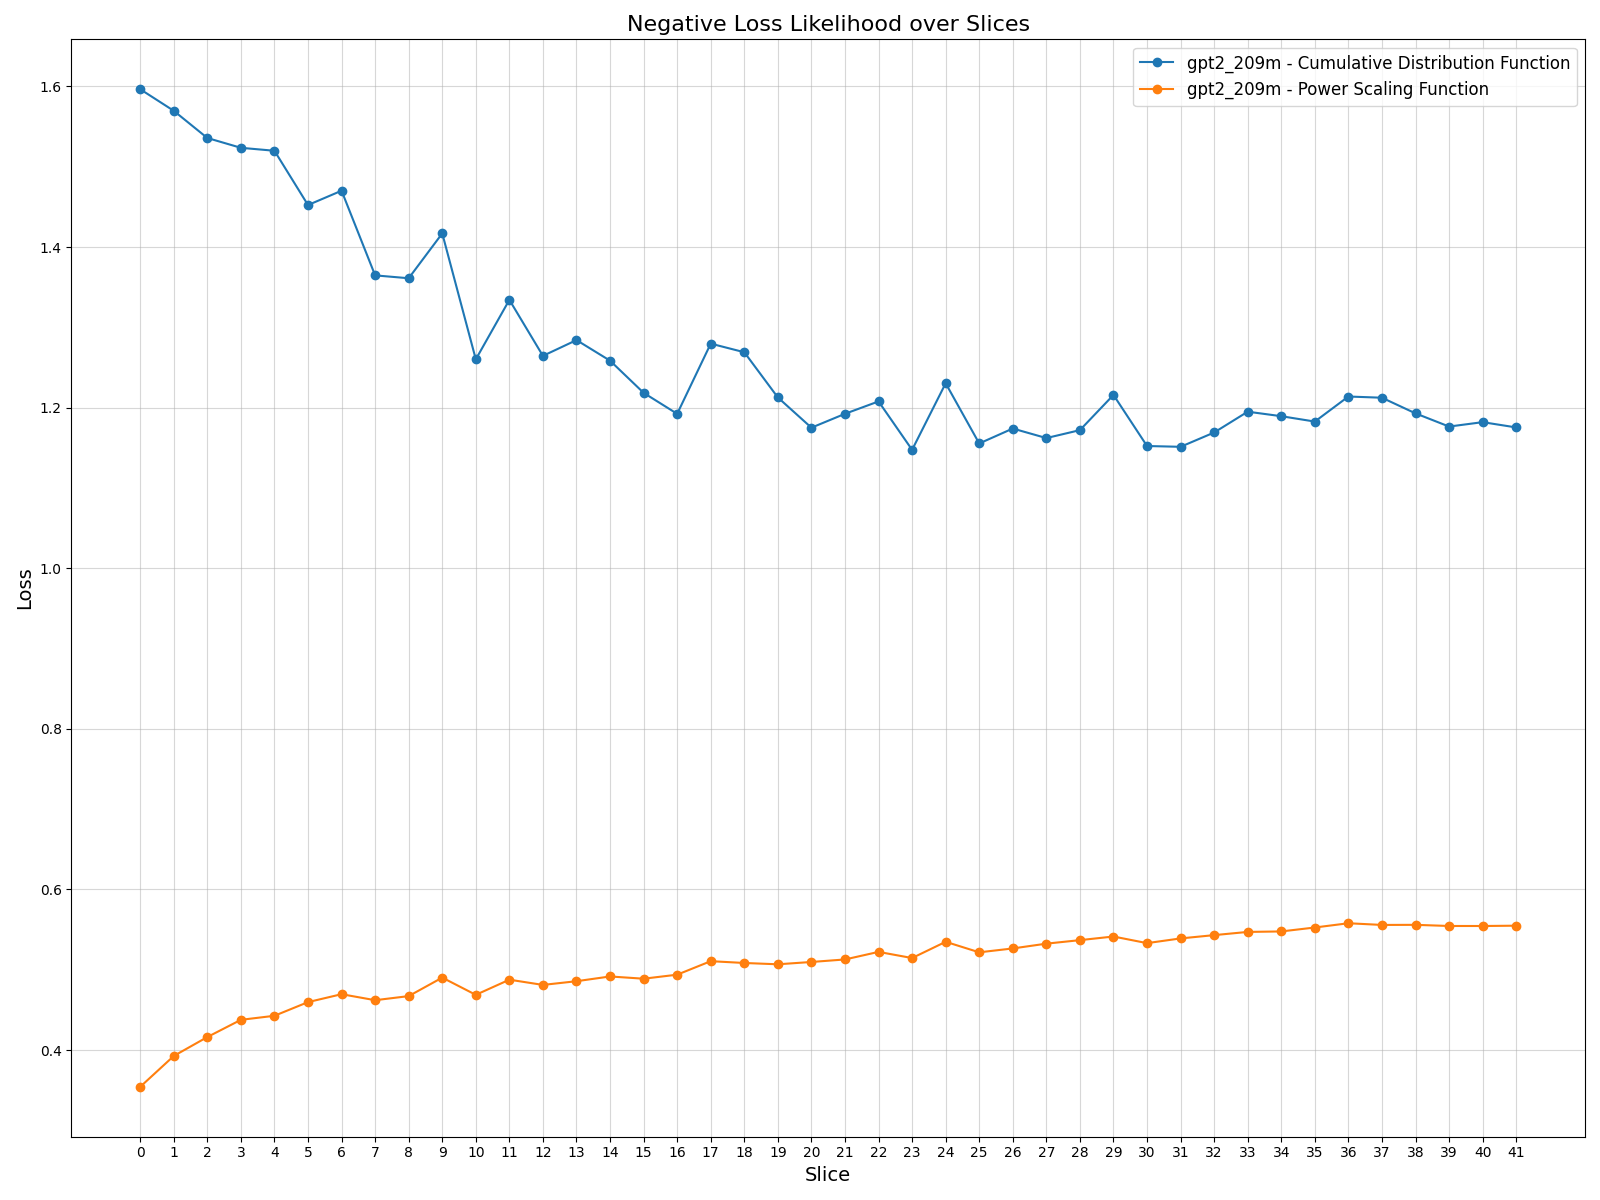 Negative Loss Likelihood over Slices
gpt2_209m - Cumulative Distribution Function
gpt2_209m - Power Scaling Function
1.6
1.4
1.2
1.0
0.8
0.6
0.4
Loss
0 1 2 3 4 5 6 7 8 9 10 11 12 13 14 15 16 17 18 19 20 21 22 23 24 25 26 27 28 29 30 31 32 33 34 35 36 37 38 39 40 41
Slice